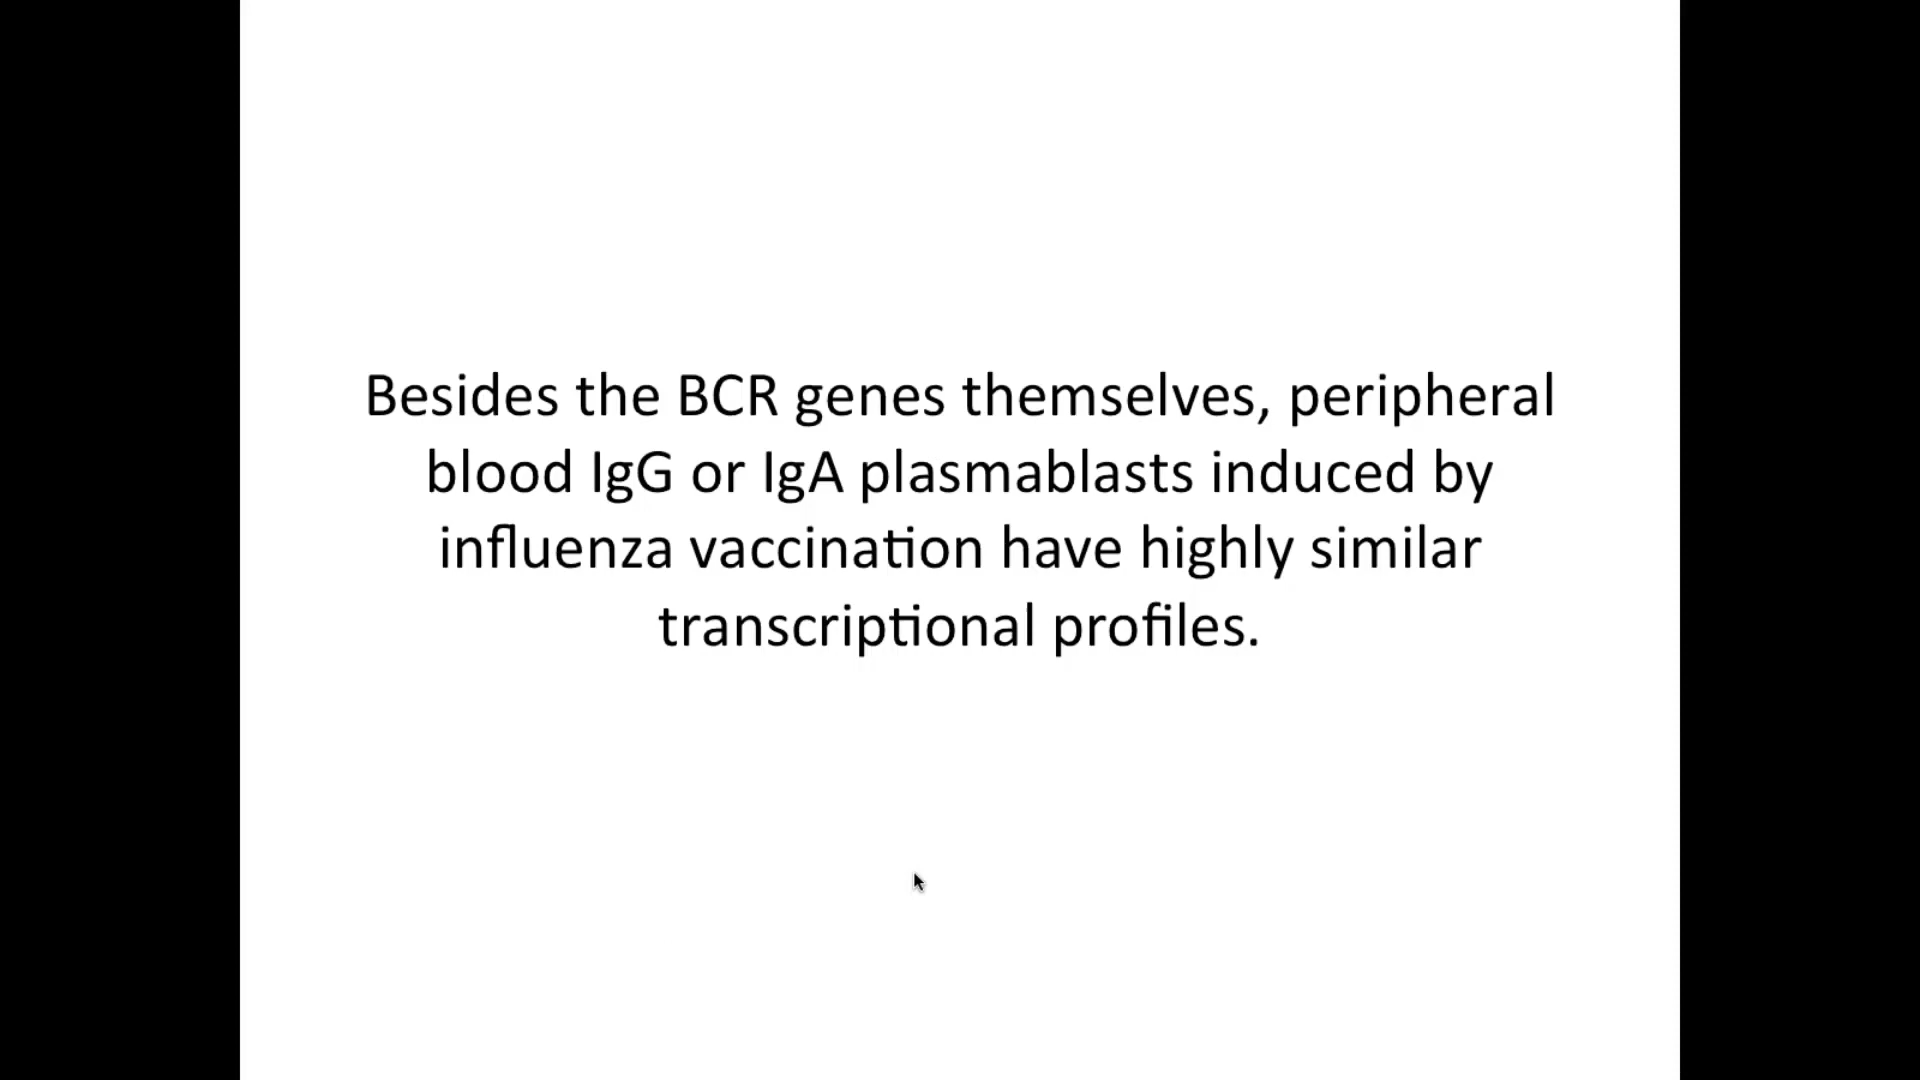 Besides the BCR genes themselves, peripheral
blood IgG or IgA plasmablasts induced by
influenza vaccination have highly similar
transcriptional profiles.